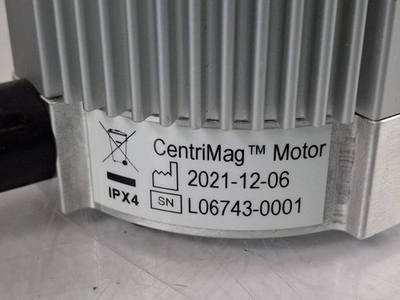 CentriMag™ Motor
2021-12-06
IPX4
SN L06743-0001